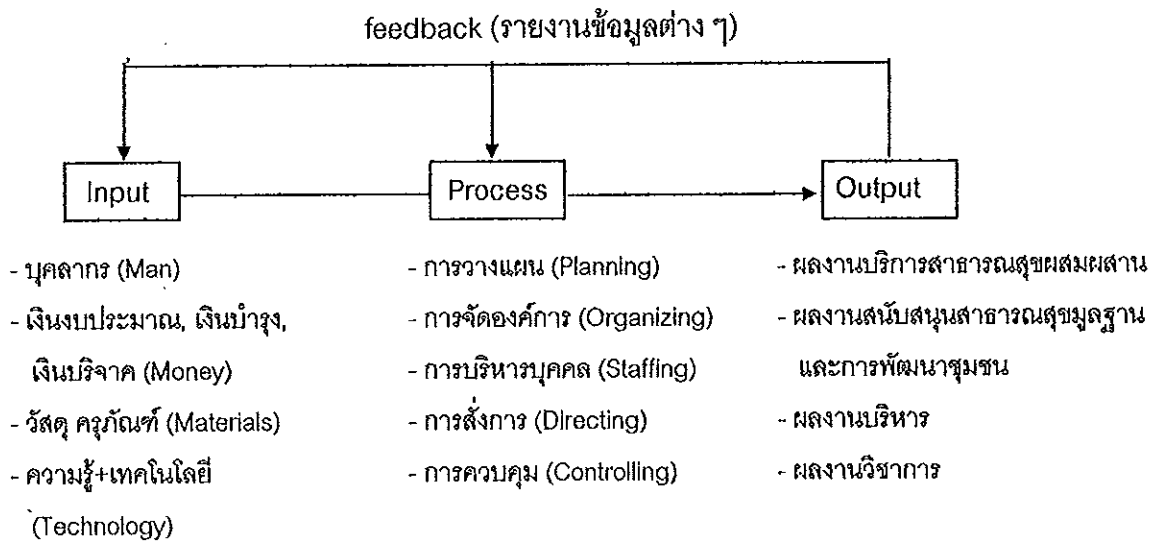 feedback (รายงานข้อมูลต่าง ๆ)
Input
Process
Output
- บุคลากร (Man)
- เงินงบประมาณ, เงินบำรุง,
เงินบริจาค (Money)
- วัสดุ ครุภัณฑ์ (Materials)
- ความรู้+เทคโนโลยี
(Technology)
- การวางแผน (Planning)
- การจัดองค์การ (Organizing)
- การบริหารบุคคล (Staffing)
- การสั่งการ (Directing)
- การควบคุม (Controlling)
- ผลงานบริการสาธารณสุขผสมผสาน
- ผลงานสนับสนุนสาธารณสุขมูลฐาน
และการพัฒนาชุมชน
- ผลงานบริหาร
- ผลงานวิชาการ